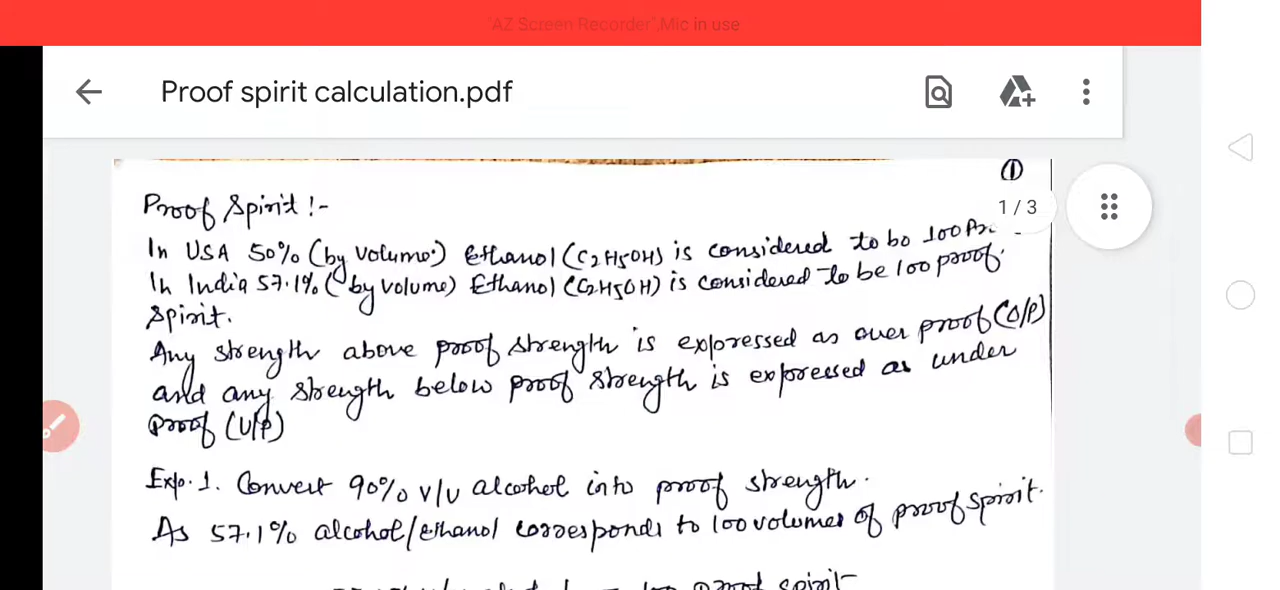 'AZ Screen Recorder' Mic in use
Proof spirit calculation.pdf
①
1 / 3
Proof Spirit :-
In USA 50% (by volume) Ethanol (C2H5OH) is considered to be 100
In India 57.1% (by volume) Ethanol (C2H5OH) is considered to be 100 proof
spirit.
Any strength above proof strength is expressed as over proof (O/P)
and any strength below proof strength is expressed as under
proof (U/P)
Exp. 1. Convert 90% v/v alcohol into proof strength.
As 57.1% alcohol/ethanol corresponds to 100 volumes of proof spirit.
100 proof spirit